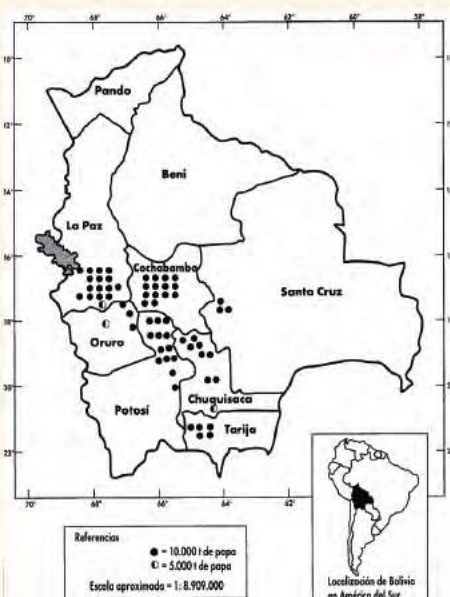 70° 68° 66° 64° 62° 60° 58°
10°
12°
Pando
14°
Beni
La Paz
16°
Cochabamba
Santa Cruz
18°
Oruro
20°
Chuquisaca
Potosí
Tarija
22°
70° 68° 66° 64° 62°
Referencias
= 10.000 t de papa
= 5.000 t de papa
Escala aproximada = 1: 8.909.000
Localización de Bolivia
en América del Sur